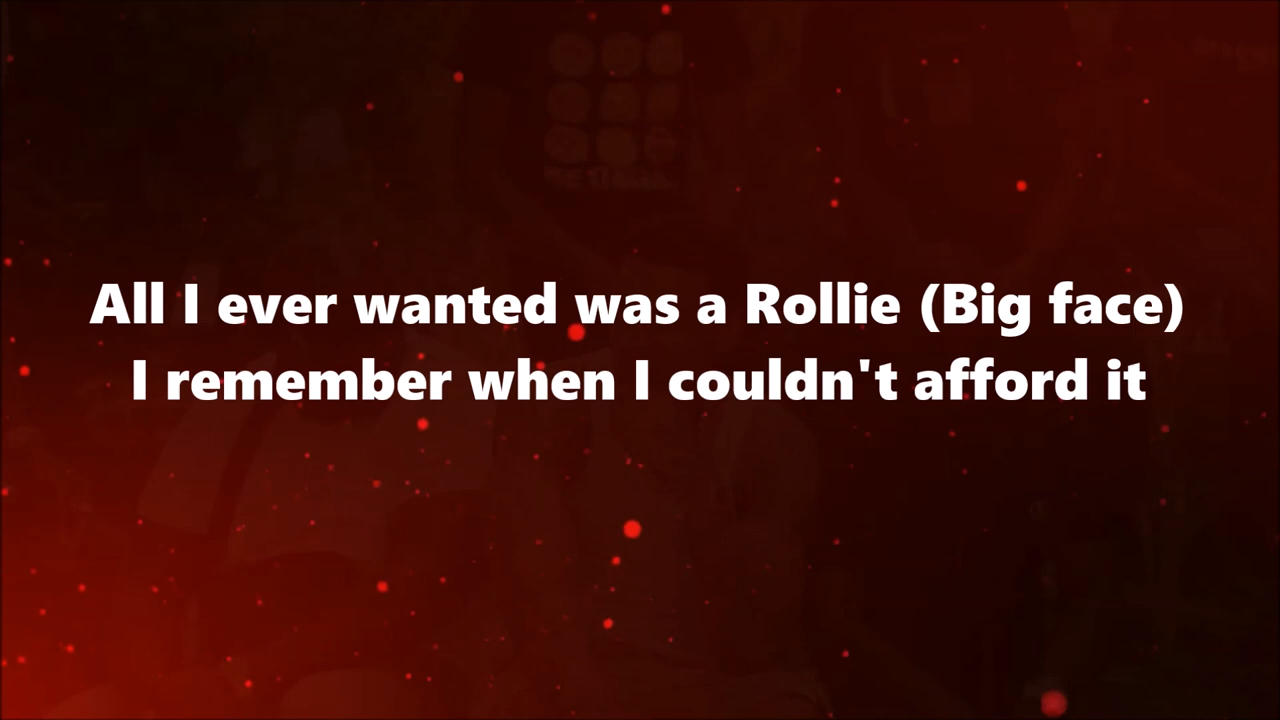 All I ever wanted was a Rollie (Big face)
I remember when I couldn't afford it